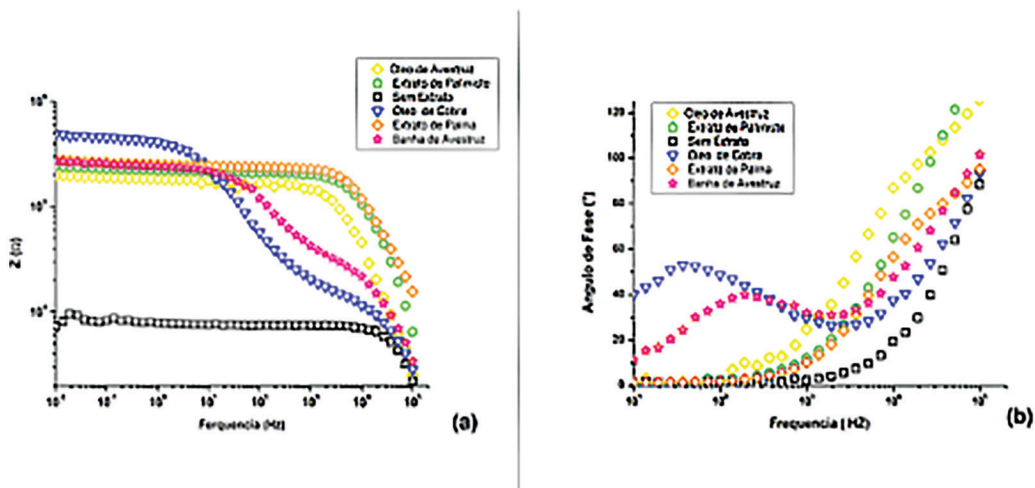 Óleo de Avestruz
Extrato de Palmiste
Sem Extrato
Óleo de Cobra
Extrato de Palma
Banha de Avestruz
Z (Ω)
Ferquencia (Hz)
(a)
Óleo de Avestruz
Extrato de Palmiste
Sem Extrato
Óleo de Cobra
Extrato de Palma
Banha de Avestruz
Angulo de Fase (°)
120
100
80
60
40
20
0
Frequencia ( HZ)
(b)